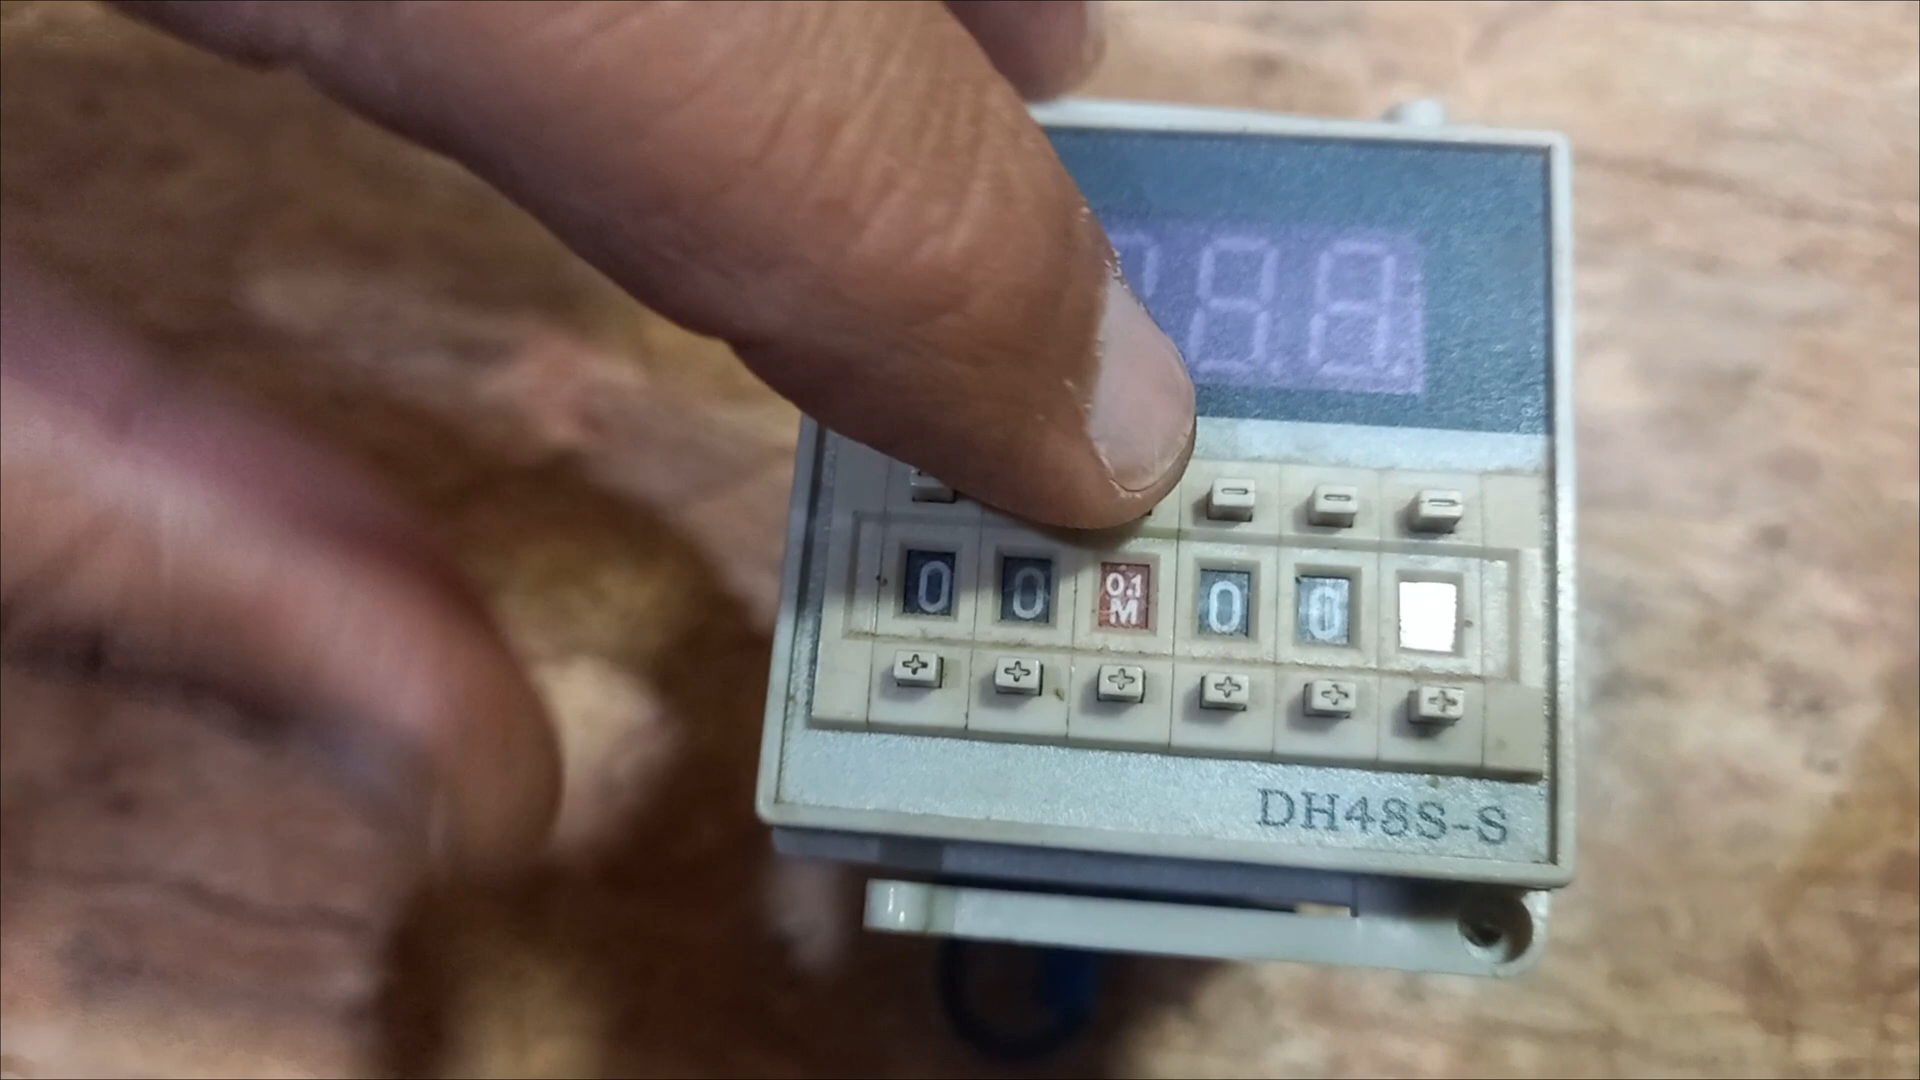 - - -
0 0 0.1 M 0 0
+ + + + + +
DH48S-S